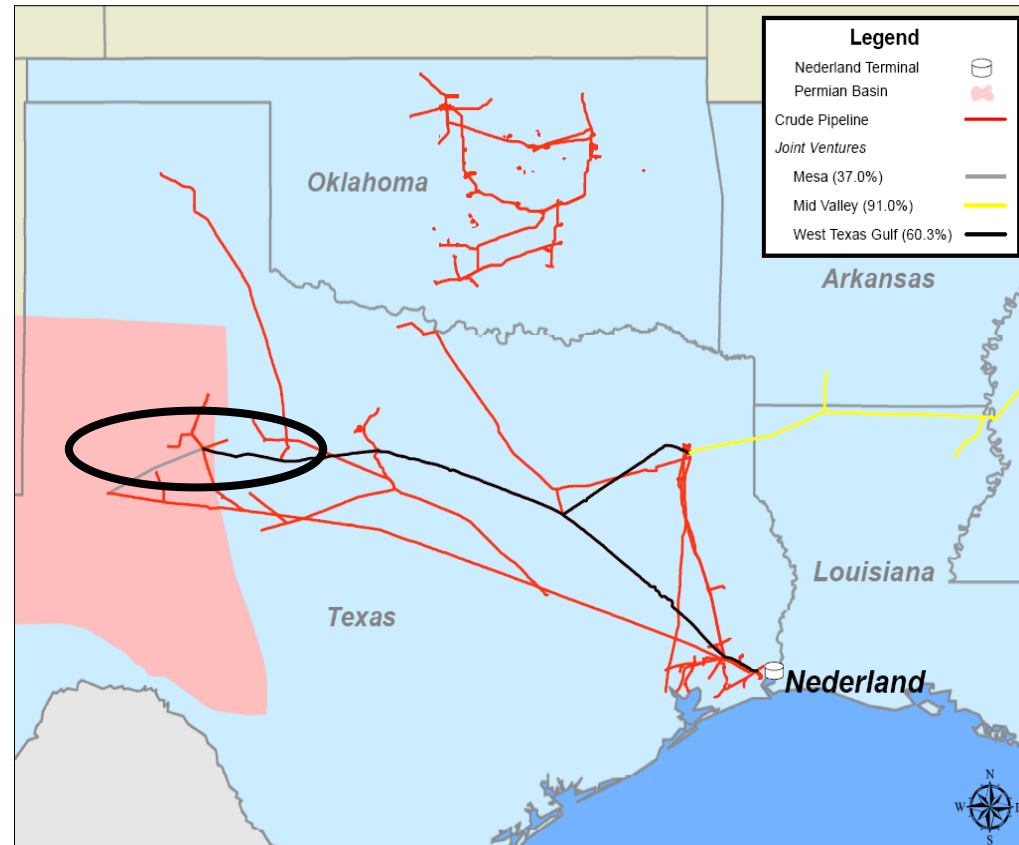 Legend
Nederland Terminal
Permian Basin
Crude Pipeline
Joint Ventures
Mesa (37.0%)
Mid Valley (91.0%)
West Texas Gulf (60.3%)
Oklahoma
Arkansas
Louisiana
Texas
Nederland
N
W
E
S